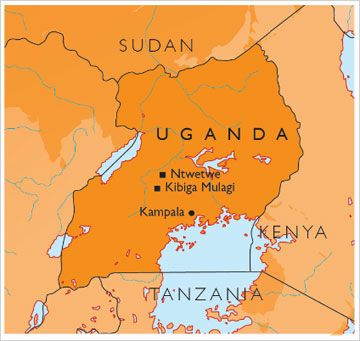 SUDAN
UGANDA
Ntwetwe
Kibiga Mulagi
Kampala
KENYA
TANZANIA